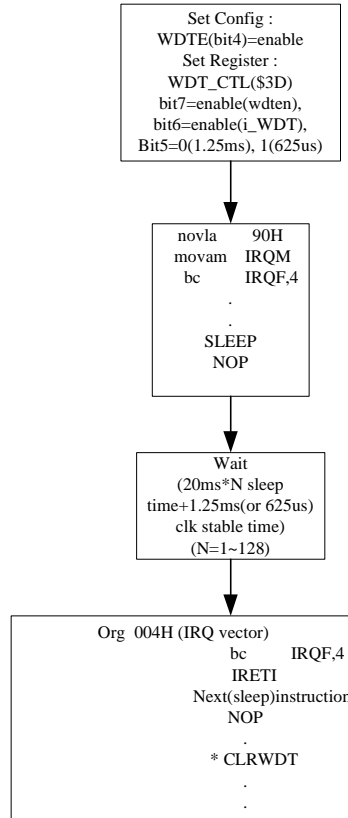 Set Config :
WDTE(bit4)=enable
Set Register :
WDT_CTL($3D)
bit7=enable(wdten),
bit6=enable(i_WDT),
Bit5=0(1.25ms), 1(625us)
novla 90H
movam IRQM
bc IRQF,4
.
.
SLEEP
NOP
Wait
(20ms*N sleep
time+1.25ms(or 625us)
clk stable time)
(N=1~128)
Org 004H (IRQ vector)
bc IRQF,4
IRETI
Next(sleep)instruction
NOP
.
* CLRWDT
.
.